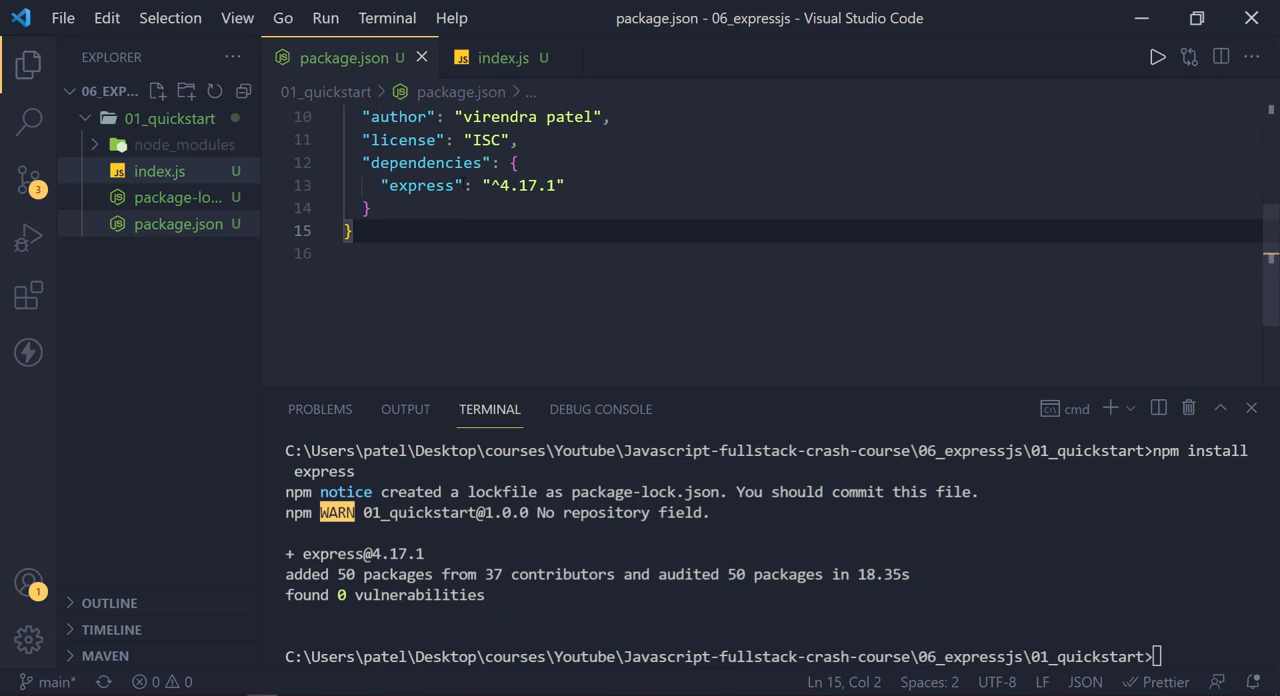 File Edit Selection View Go Run Terminal Help
package.json - 06_expressjs - Visual Studio Code
EXPLORER
06_EXP...
01_quickstart
node_modules
index.js U
package-lo... U
package.json U
OUTLINE
TIMELINE
MAVEN
3
1
package.json U
JS index.js U
01_quickstart > package.json > ...
10 "author": "virendra patel",
11 "license": "ISC",
12 "dependencies": {
13 "express": "^4.17.1"
14 }
15 }
16
PROBLEMS OUTPUT TERMINAL DEBUG CONSOLE
cmd
C:\Users\patel\Desktop\courses\Youtube\Javascript-fullstack-crash-course\06_expressjs\01_quickstart>npm install
express
npm notice created a lockfile as package-lock.json. You should commit this file.
npm WARN 01_quickstart@1.0.0 No repository field.
+ express@4.17.1
added 50 packages from 37 contributors and audited 50 packages in 18.35s
found 0 vulnerabilities
C:\Users\patel\Desktop\courses\Youtube\Javascript-fullstack-crash-course\06_expressjs\01_quickstart>
main* 0 0 Ln 15, Col 2 Spaces: 2 UTF-8 LF JSON Prettier